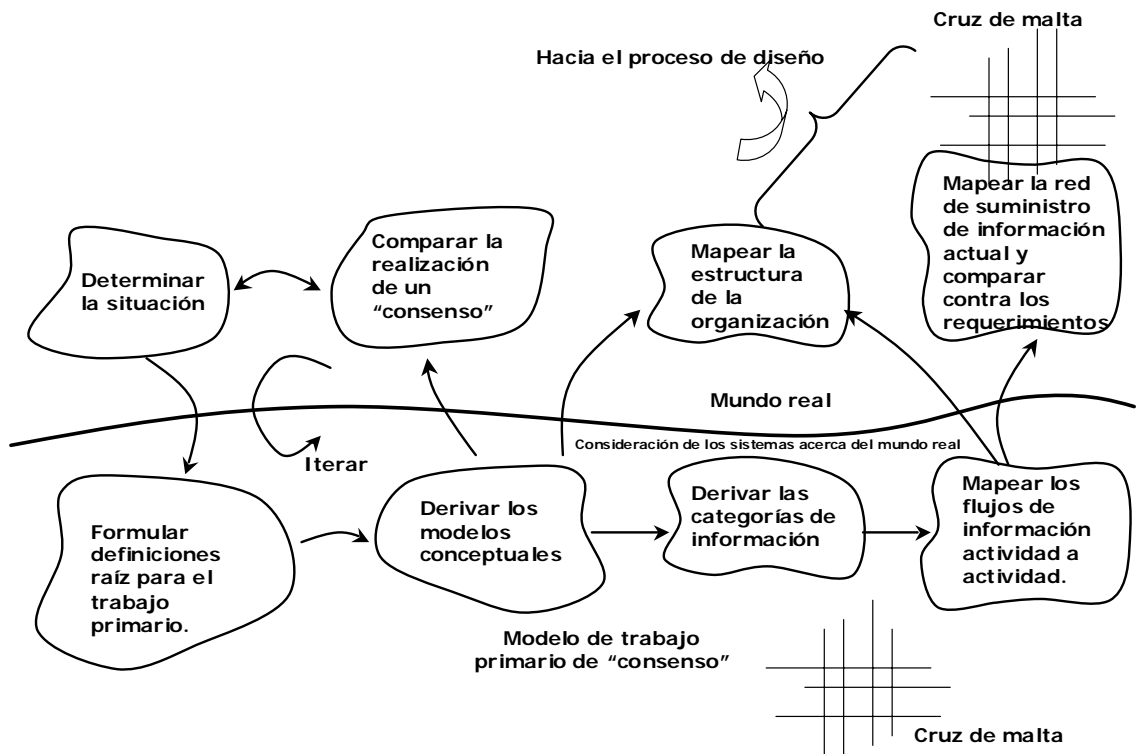 Cruz de malta
Hacia el proceso de diseño
Mapear la red
de suministro
de información
actual y
comparar
contra los
requerimientos
Comparar la
realización
de un
“consenso”
Mapear la
estructura
de la
organización
Determinar
la situación
Mundo real
Consideración de los sistemas acerca del mundo real
Iterar
Formular
definiciones
raíz para el
trabajo
primario.
Derivar los
modelos
conceptuales
Derivar las
categorías de
información
Mapear los
flujos de
información
actividad a
actividad.
Modelo de trabajo
primario de “consenso”
Cruz de malta